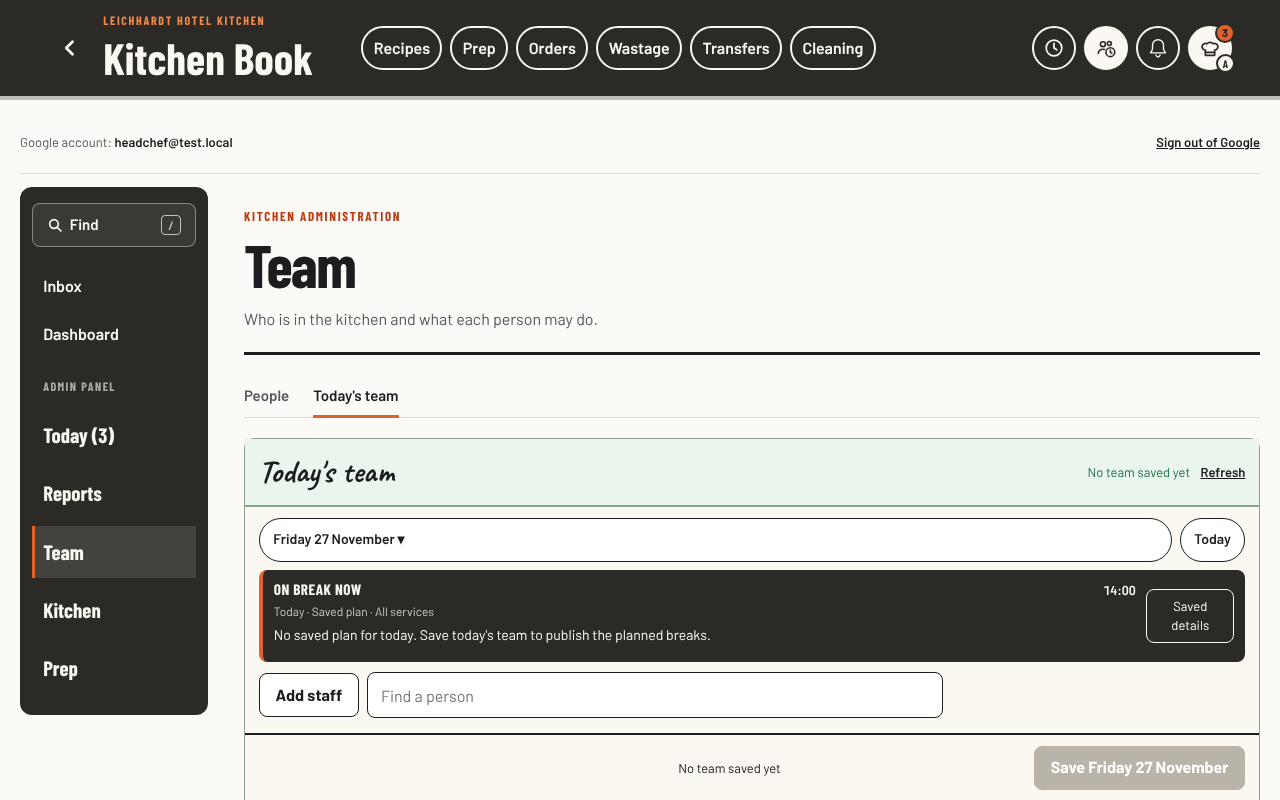 LEICHHARDT HOTEL KITCHEN
Kitchen Book
Recipes
Prep
Orders
Wastage
Transfers
Cleaning
3
A
Google account: headchef@test.local
Sign out of Google
Find
/
Inbox
Dashboard
ADMIN PANEL
Today (3)
Reports
Team
Kitchen
Prep
KITCHEN ADMINISTRATION
Team
Who is in the kitchen and what each person may do.
People
Today's team
Today's team
No team saved yet
Refresh
Friday 27 November ▾
Today
ON BREAK NOW
14:00
Today · Saved plan · All services
No saved plan for today. Save today's team to publish the planned breaks.
Saved
details
Add staff
Find a person
No team saved yet
Save Friday 27 November